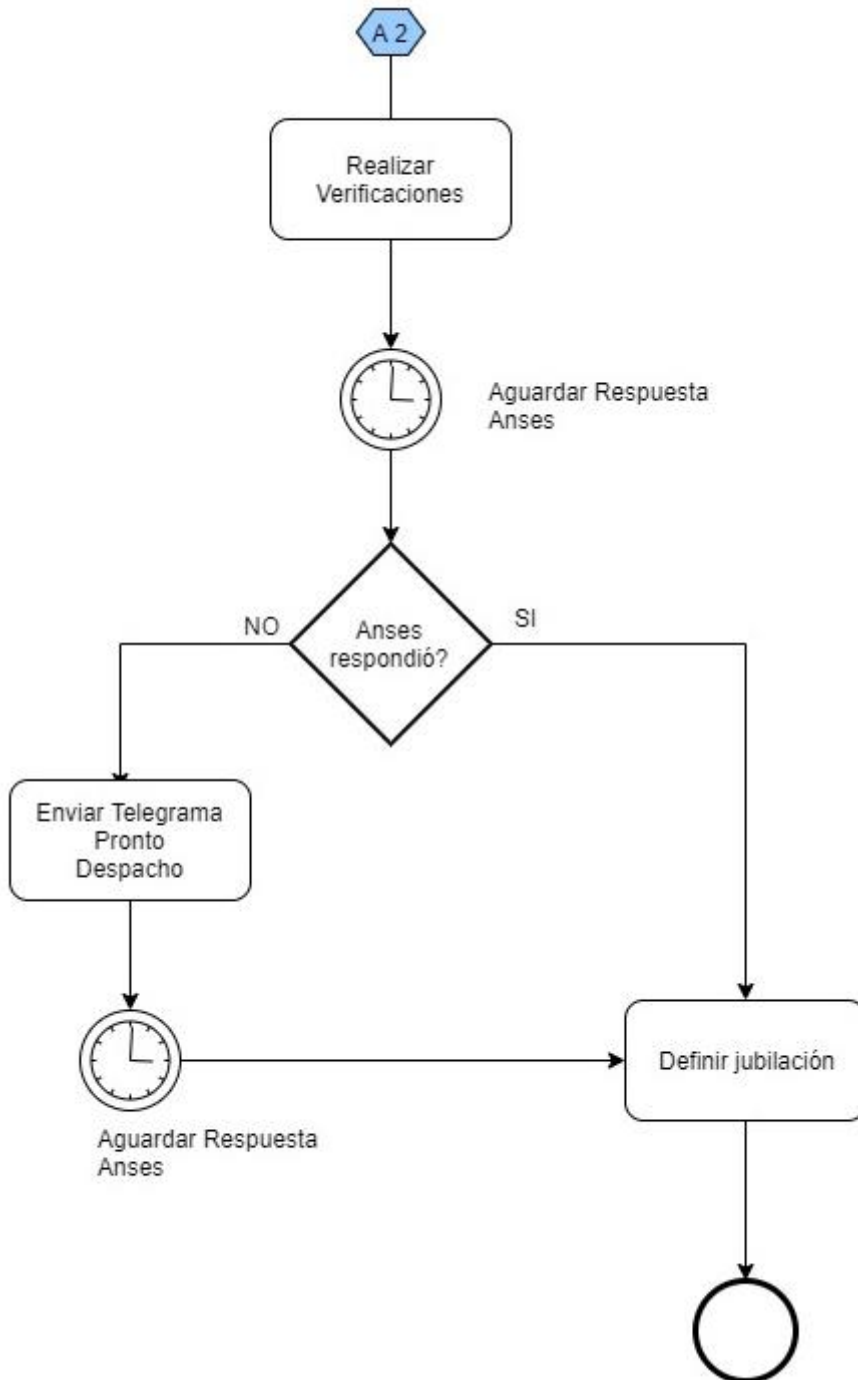 A 2
Realizar
Verificaciones
Aguardar Respuesta
Anses
NO
SI
Anses
respondió?
Enviar Telegrama
Pronto
Despacho
Definir jubilación
Aguardar Respuesta
Anses